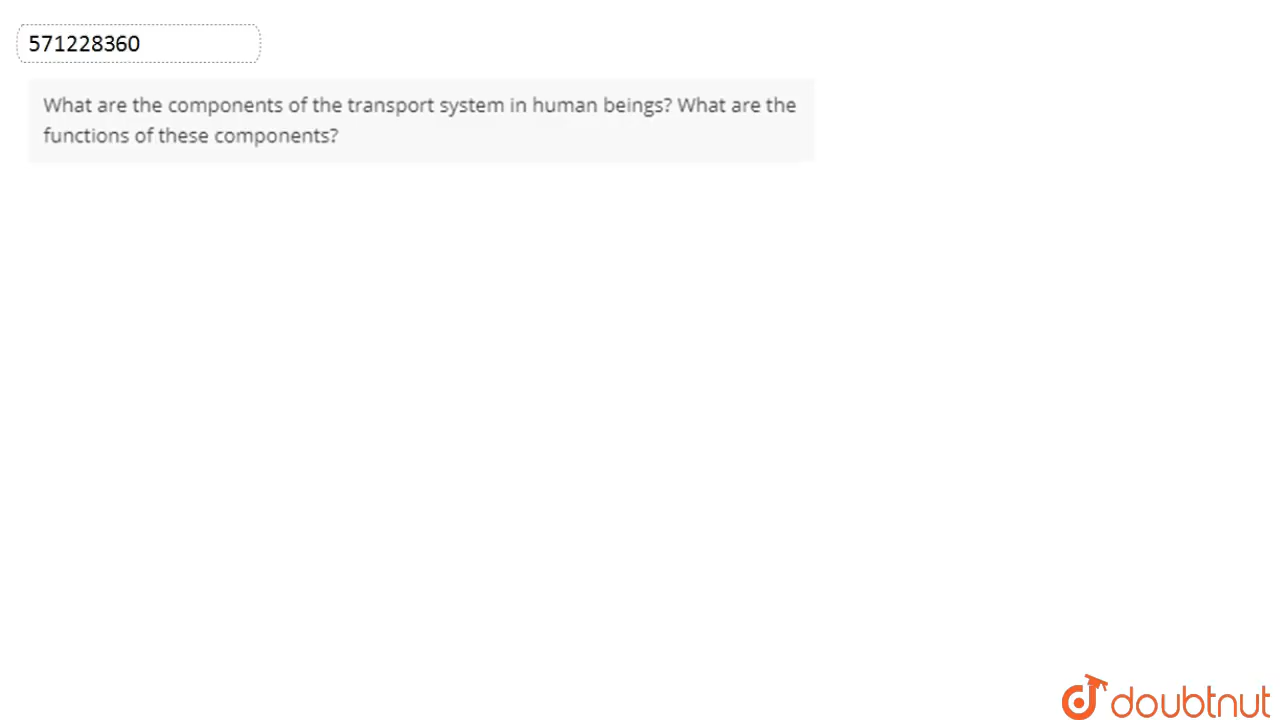 571228360
What are the components of the transport system in human beings? What are the
functions of these components?
doubtnut